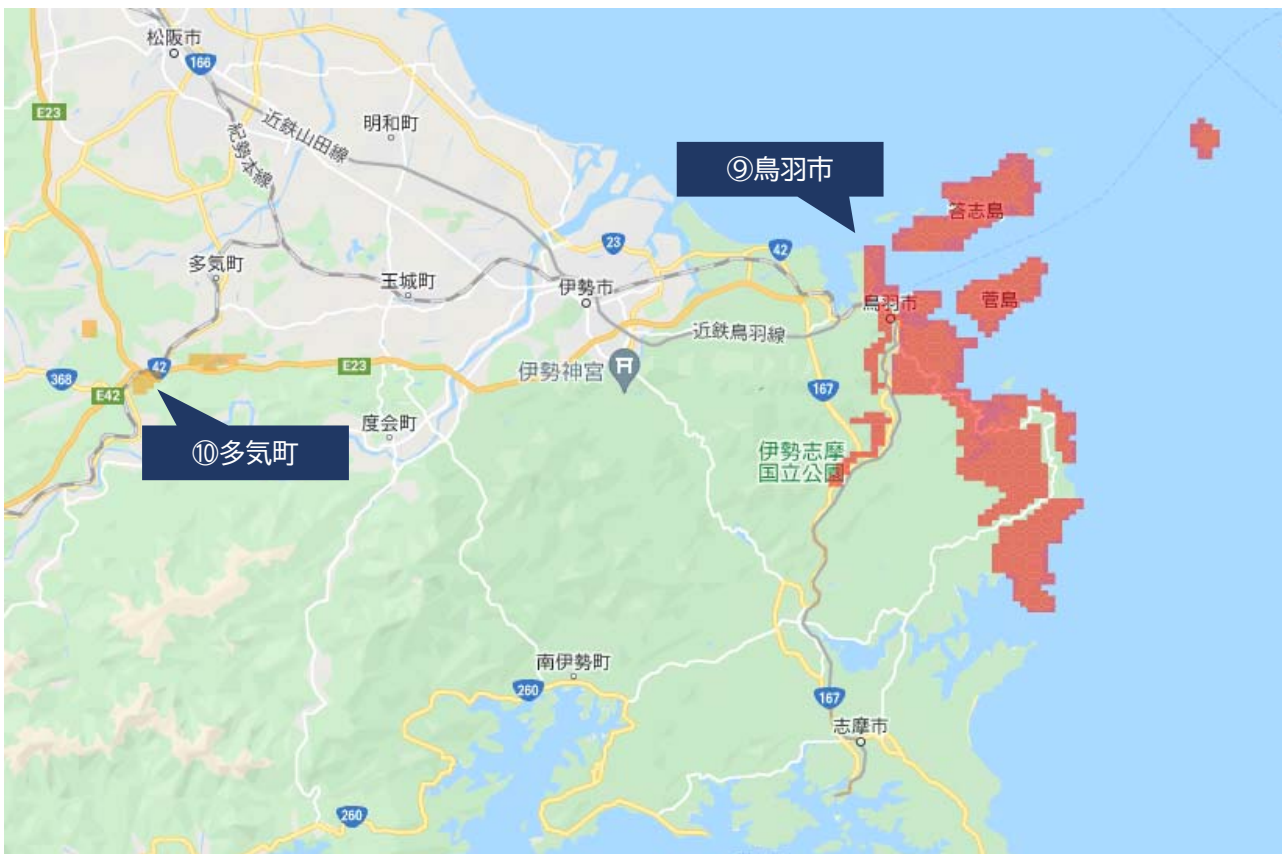 松阪市
166
E23
近鉄山田線
明和町
紀勢本線
⑨鳥羽市
答志島
23
42
多気町
玉城町
伊勢市
菅島
鳥羽市
近鉄鳥羽線
42
E23
368
伊勢神宮
167
E42
度会町
⑩多気町
伊勢志摩
国立公園
南伊勢町
260
167
志摩市
260